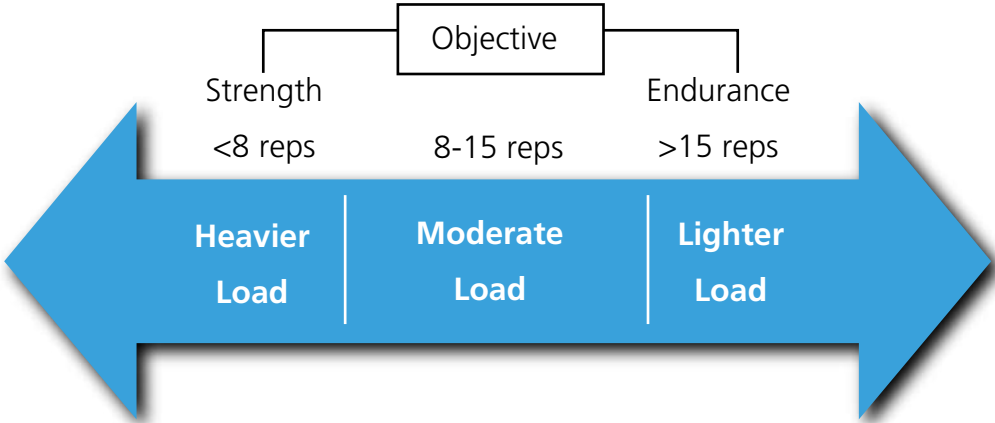 Objective
Strength
Endurance
<8 reps
8-15 reps
>15 reps
Heavier
Load
Moderate
Load
Lighter
Load